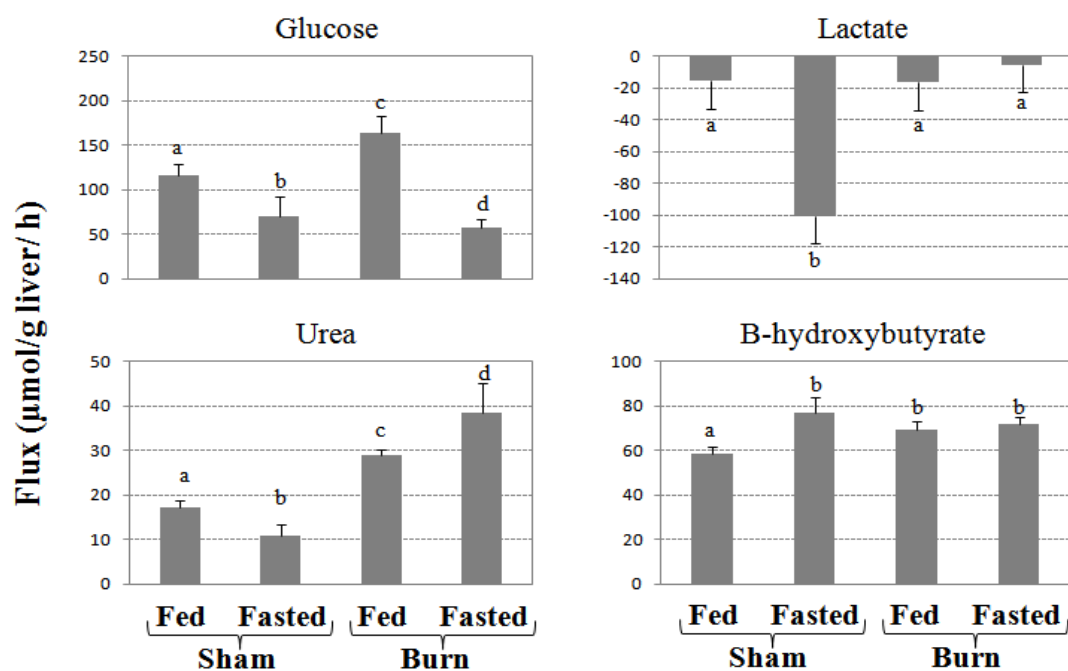 Flux (µmol/g liver/ h)
Glucose
250
200
150
100
50
0
a
b
c
d
Lactate
0
-20
-40
-60
-80
-100
-120
-140
a
b
a
a
Urea
50
40
30
20
10
0
a
b
c
d
Fed Fasted Fed Fasted
Sham Burn
B-hydroxybutyrate
100
80
60
40
20
0
a
b
b
b
Fed Fasted Fed Fasted
Sham Burn